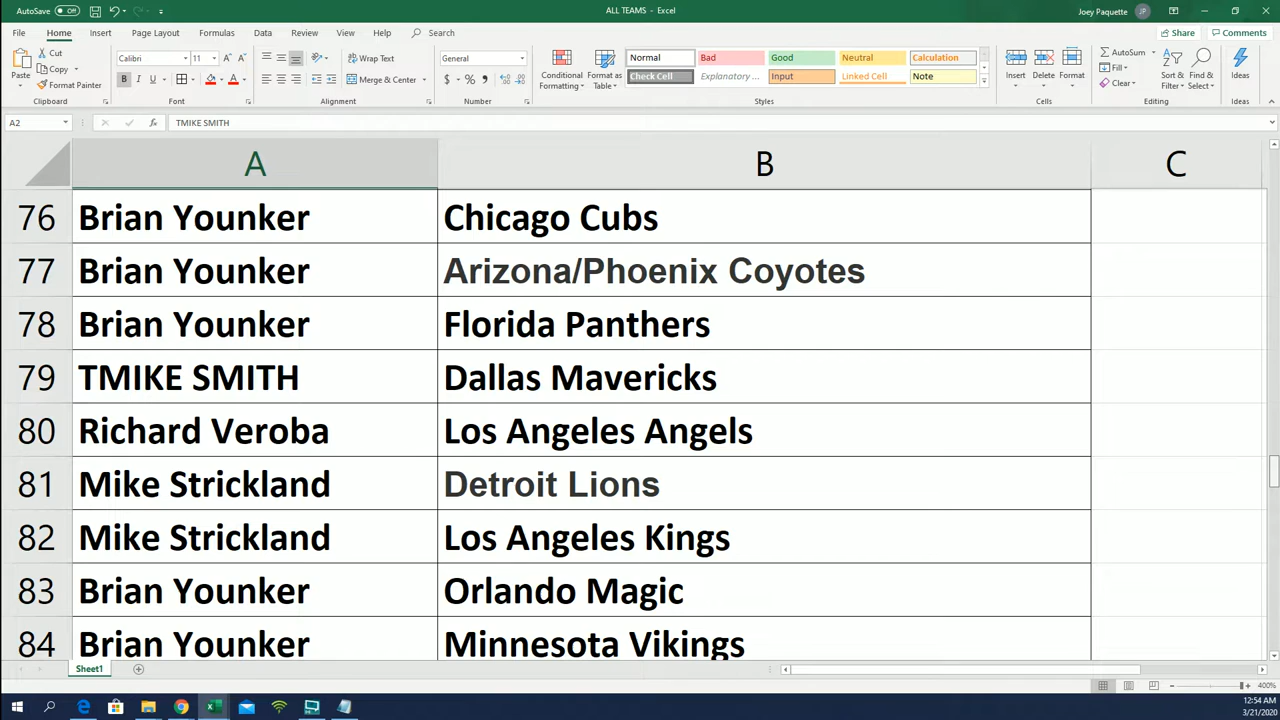 AutoSave Off ALL TEAMS - Excel Joey Paquette JP
File Home Insert Page Layout Formulas Data Review View Help Search Share Comments
Paste Cut Copy Format Painter Clipboard
Calibri 11 B I U A A Font
Wrap Text Merge & Center Alignment
General $ % , Number
Conditional Formatting Format as Table
Normal Bad Good Neutral Calculation
Check Cell Explanatory ... Input Linked Cell Note
Styles
Insert Delete Format Cells
AutoSum Fill Clear Sort & Filter Find & Select Editing
Ideas Ideas
A2 fx TMIKE SMITH
A B C
76 Brian Younker Chicago Cubs
77 Brian Younker Arizona/Phoenix Coyotes
78 Brian Younker Florida Panthers
79 TMIKE SMITH Dallas Mavericks
80 Richard Veroba Los Angeles Angels
81 Mike Strickland Detroit Lions
82 Mike Strickland Los Angeles Kings
83 Brian Younker Orlando Magic
84 Brian Younker Minnesota Vikings
Sheet1
400%
12:54 AM
3/21/2020